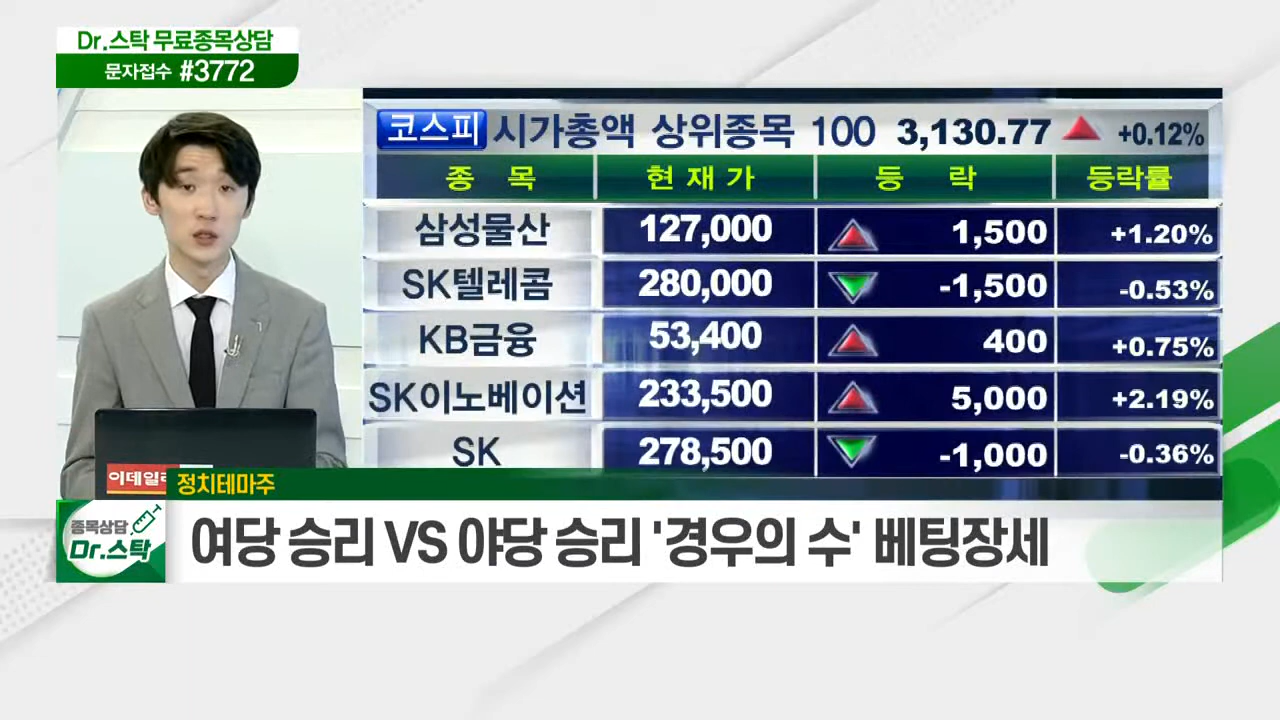 Dr.스탁 무료종목상담
문자접수 #3772
코스피 시가총액 상위종목 100 3,130.77 +0.12%
종 목 현재가 등 락 등락률
삼성물산 127,000 1,500 +1.20%
SK텔레콤 280,000 -1,500 -0.53%
KB금융 53,400 400 +0.75%
SK이노베이션 233,500 5,000 +2.19%
SK 278,500 -1,000 -0.36%
이데일리
정치테마주
종목상담
Dr.스탁
여당 승리 VS 야당 승리 '경우의 수' 베팅장세